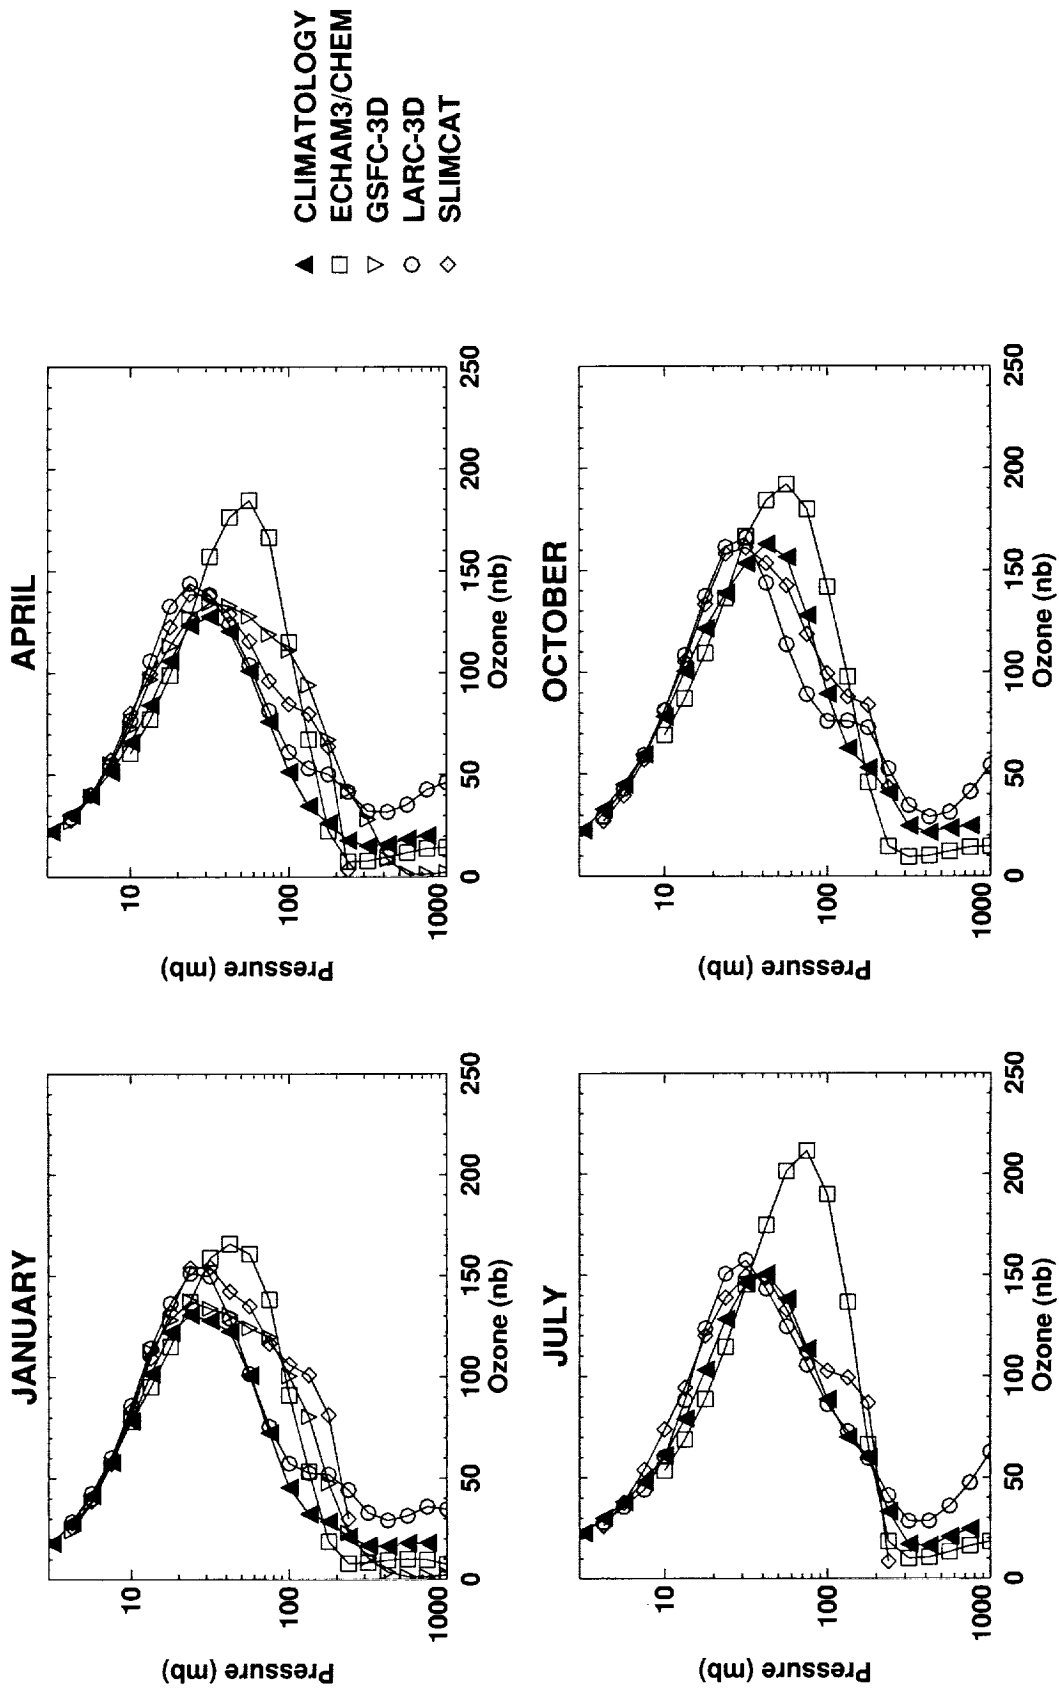 JANUARY
Pressure (mb)
10
100
1000
0
50
100
150
200
250
Ozone (nb)
APRIL
Pressure (mb)
10
100
1000
0
50
100
150
200
250
Ozone (nb)
CLIMATOLOGY
ECHAM3/CHEM
GSFC-3D
LARC-3D
SLIMCAT
JULY
Pressure (mb)
10
100
1000
0
50
100
150
200
250
Ozone (nb)
OCTOBER
Pressure (mb)
10
100
1000
0
50
100
150
200
250
Ozone (nb)